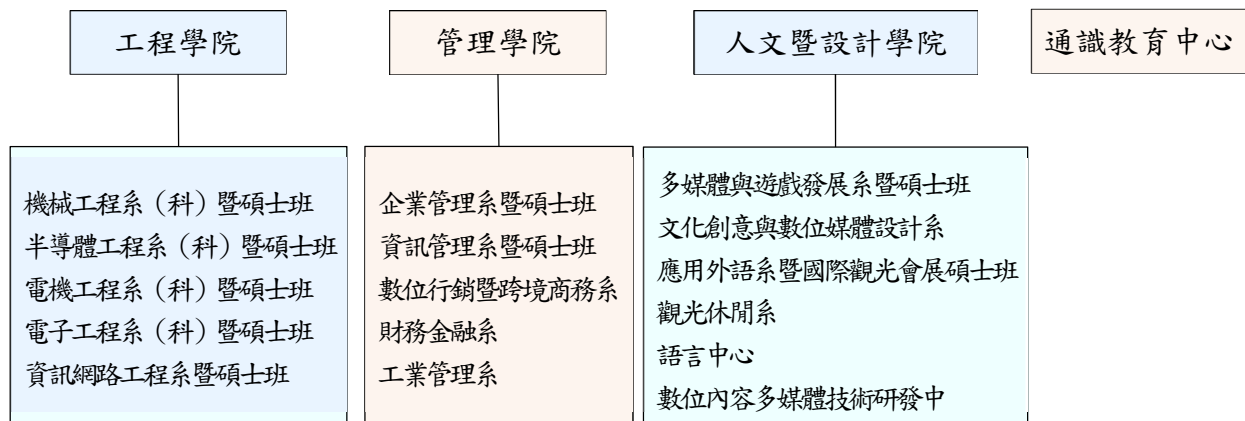 工程學院
管理學院
人文暨設計學院
通識教育中心
機械工程系（科）暨碩士班
半導體工程系（科）暨碩士班
電機工程系（科）暨碩士班
電子工程系（科）暨碩士班
資訊網路工程系暨碩士班
企業管理系暨碩士班
資訊管理系暨碩士班
數位行銷暨跨境商務系
財務金融系
工業管理系
多媒體與遊戲發展系暨碩士班
文化創意與數位媒體設計系
應用外語系暨國際觀光會展碩士班
觀光休閒系
語言中心
數位內容多媒體技術研發中